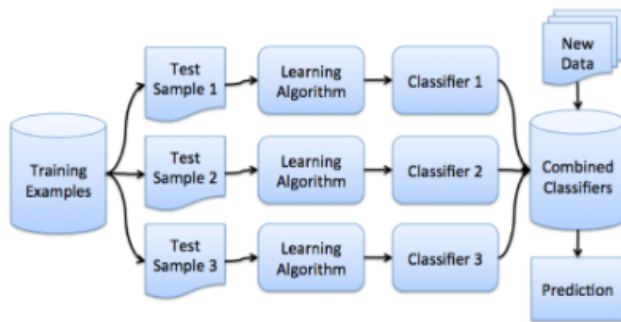 Training
Examples
Test
Sample 1
Learning
Algorithm
Classifier 1
Test
Sample 2
Learning
Algorithm
Classifier 2
Test
Sample 3
Learning
Algorithm
Classifier 3
New
Data
Combined
Classifiers
Prediction